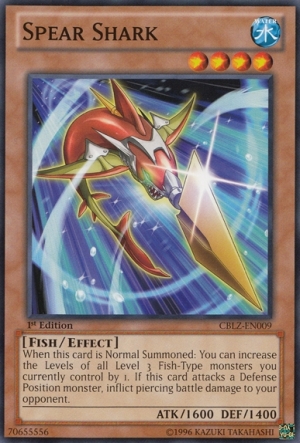 SPEAR SHARK
WATER
水
1st Edition
CBLZ-EN009
[FISH / EFFECT]
When this card is Normal Summoned: You can increase
the Levels of all Level 3 Fish-Type monsters you
currently control by 1. If this card attacks a Defense
Position monster, inflict piercing battle damage to your
opponent.
ATK/1600 DEF/1400
70655556
©1996 KAZUKI TAKAHASHI